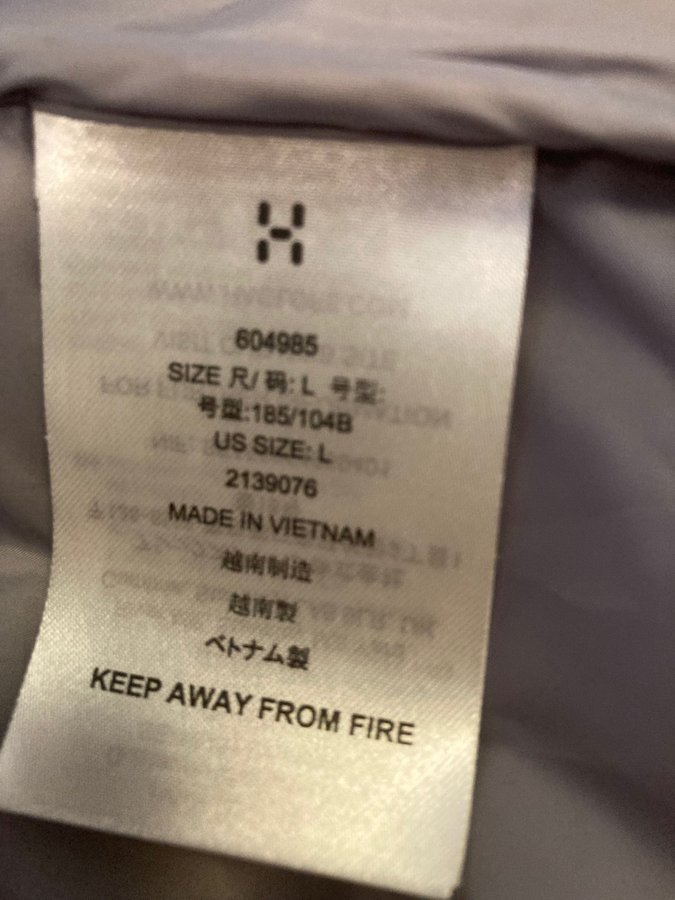 604985
SIZE 尺/ 码: L 号型:
号型:185/104B
US SIZE: L
2139076
MADE IN VIETNAM
越南制造
越南製
ベトナム製
KEEP AWAY FROM FIRE